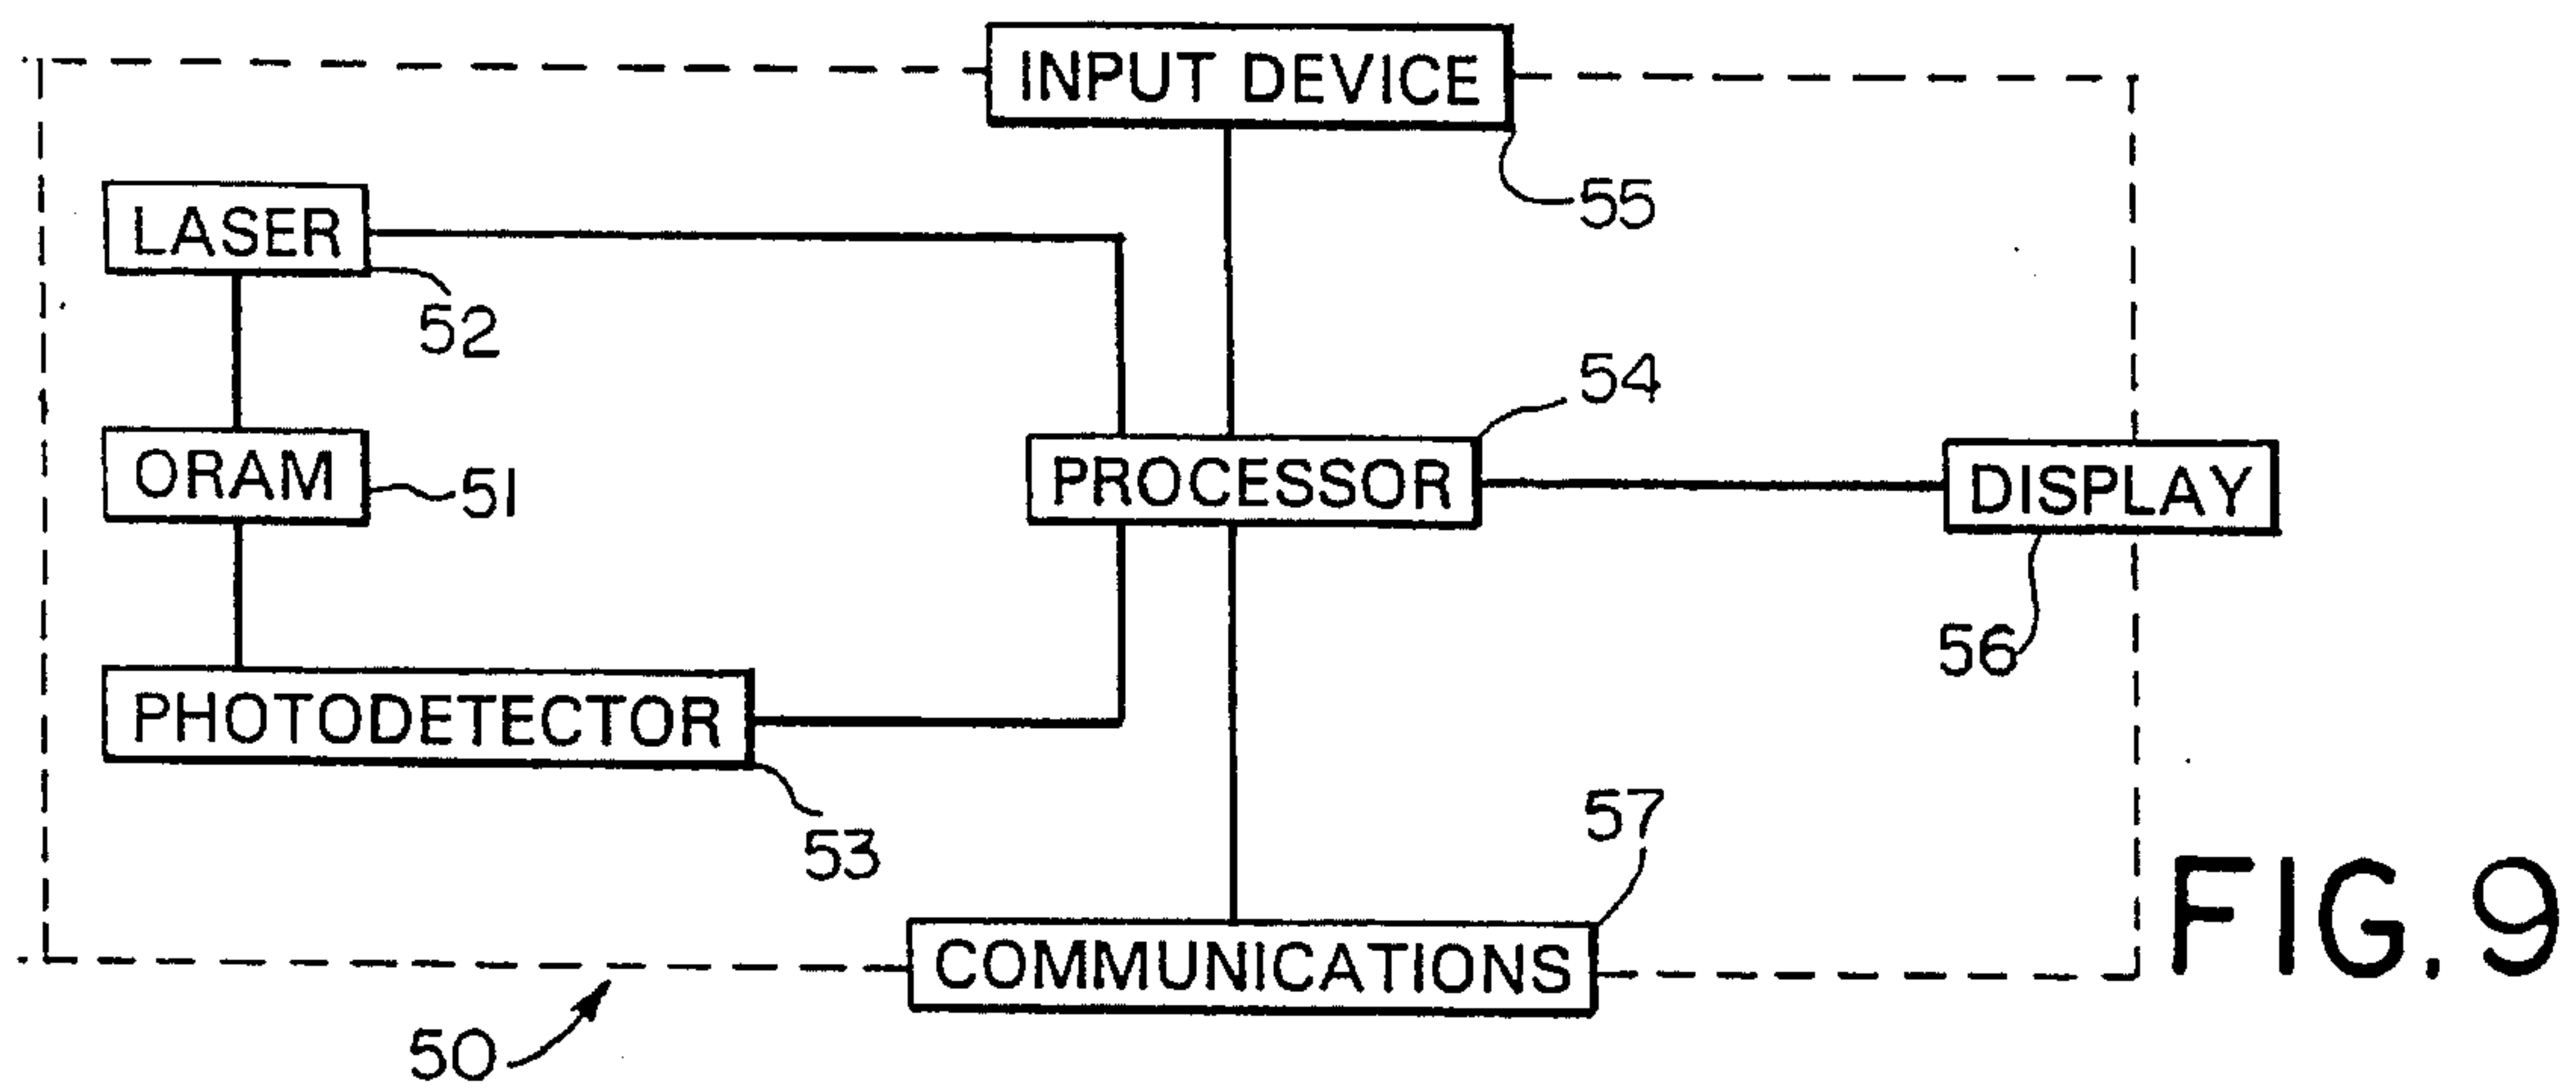 INPUT DEVICE
55
LASER
52
54
ORAM
51
PROCESSOR
DISPLAY
56
PHOTODETECTOR
53
57
COMMUNICATIONS
50
FIG. 9